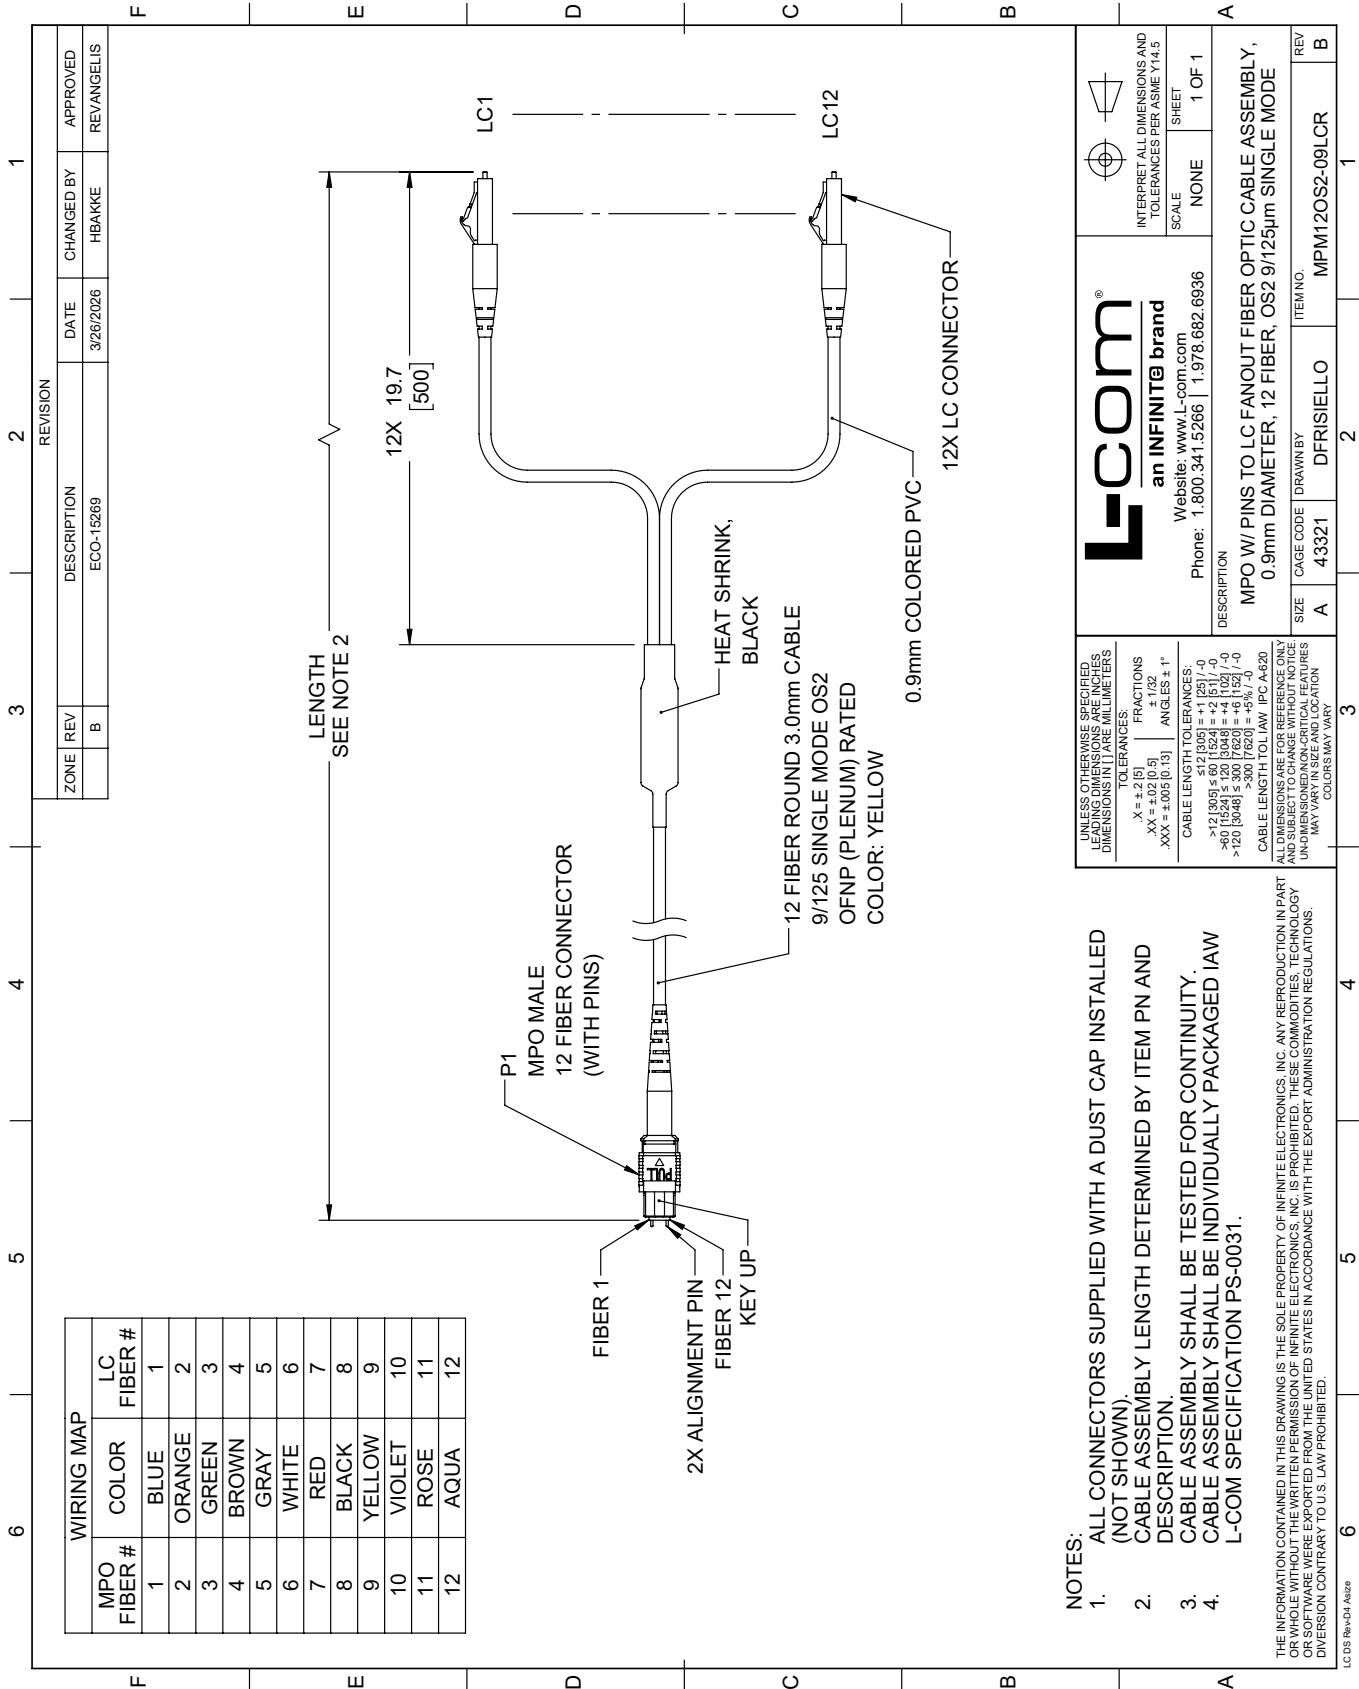 6
5
4
3
2
1
F
E
D
C
B
A
F
E
D
C
B
A
6
5
4
3
2
1
REVISION
ZONE REV DESCRIPTION DATE CHANGED BY APPROVED
B ECO-15269 3/26/2026 HBAKKE REVANGELIS
WIRING MAP
MPO FIBER # COLOR LC FIBER #
1 BLUE 1
2 ORANGE 2
3 GREEN 3
4 BROWN 4
5 GRAY 5
6 WHITE 6
7 RED 7
8 BLACK 8
9 YELLOW 9
10 VIOLET 10
11 ROSE 11
12 AQUA 12
LENGTH
SEE NOTE 2
12X 19.7
[500]
LC1
LC12
P1
MPO MALE
12 FIBER CONNECTOR
(WITH PINS)
PULL
FIBER 1
2X ALIGNMENT PIN
FIBER 12
KEY UP
HEAT SHRINK,
BLACK
12 FIBER ROUND 3.0mm CABLE
9/125 SINGLE MODE OS2
OFNP (PLENUM) RATED
COLOR: YELLOW
0.9mm COLORED PVC
12X LC CONNECTOR
NOTES:
1. ALL CONNECTORS SUPPLIED WITH A DUST CAP INSTALLED
(NOT SHOWN).
2. CABLE ASSEMBLY LENGTH DETERMINED BY ITEM PN AND
DESCRIPTION.
3. CABLE ASSEMBLY SHALL BE TESTED FOR CONTINUITY.
4. CABLE ASSEMBLY SHALL BE INDIVIDUALLY PACKAGED IAW
L-COM SPECIFICATION PS-0031.
THE INFORMATION CONTAINED IN THIS DRAWING IS THE SOLE PROPERTY OF INFINITE ELECTRONICS, INC. ANY REPRODUCTION IN PART
OR WHOLE WITHOUT THE WRITTEN PERMISSION OF INFINITE ELECTRONICS, INC. IS PROHIBITED. THESE COMMODITIES, TECHNOLOGY
OR SOFTWARE WERE EXPORTED FROM THE UNITED STATES IN ACCORDANCE WITH THE EXPORT ADMINISTRATION REGULATIONS.
DIVERSION CONTRARY TO U.S. LAW PROHIBITED.
LC DS Rev-D4 Asize
UNLESS OTHERWISE SPECIFIED
LEADING DIMENSIONS ARE INCHES
DIMENSIONS IN [ ] ARE MILLIMETERS
TOLERANCES:
.X = ±.2 [5] FRACTIONS
.XX = ±.02 [0.5] ± 1/32
.XXX = ±.005 [0.13] ANGLES ± 1°
CABLE LENGTH TOLERANCES:
≤12 [305] = +1 [25] / -0
>12 [305] ≤ 60 [1524] = +2 [51] / -0
>60 [1524] ≤ 120 [3048] = +4 [102] / -0
>120 [3048] ≤ 300 [7620] = +6 [152] / -0
>300 [7620] = +5% / -0
CABLE LENGTH TOL IAW IPC A-620
ALL DIMENSIONS ARE FOR REFERENCE ONLY
AND SUBJECT TO CHANGE WITHOUT NOTICE.
UN-DIMENSIONED/NON-CRITICAL FEATURES
MAY VARY IN SIZE AND LOCATION
COLORS MAY VARY
L-com®
an INFINITE brand
Website: www.L-com.com
Phone: 1.800.341.5266 | 1.978.682.6936
INTERPRET ALL DIMENSIONS AND
TOLERANCES PER ASME Y14.5
SCALE NONE
SHEET 1 OF 1
DESCRIPTION
MPO W/ PINS TO LC FANOUT FIBER OPTIC CABLE ASSEMBLY,
0.9mm DIAMETER, 12 FIBER, OS2 9/125µm SINGLE MODE
SIZE A
CAGE CODE 43321
DRAWN BY DFRISIELLO
ITEM NO. MPM12OS2-09LCR
REV B